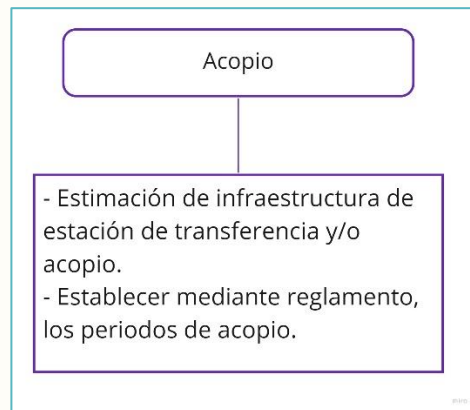 Acopio
- Estimación de infraestructura de
estación de transferencia y/o
acopio.
- Establecer mediante reglamento,
los periodos de acopio.